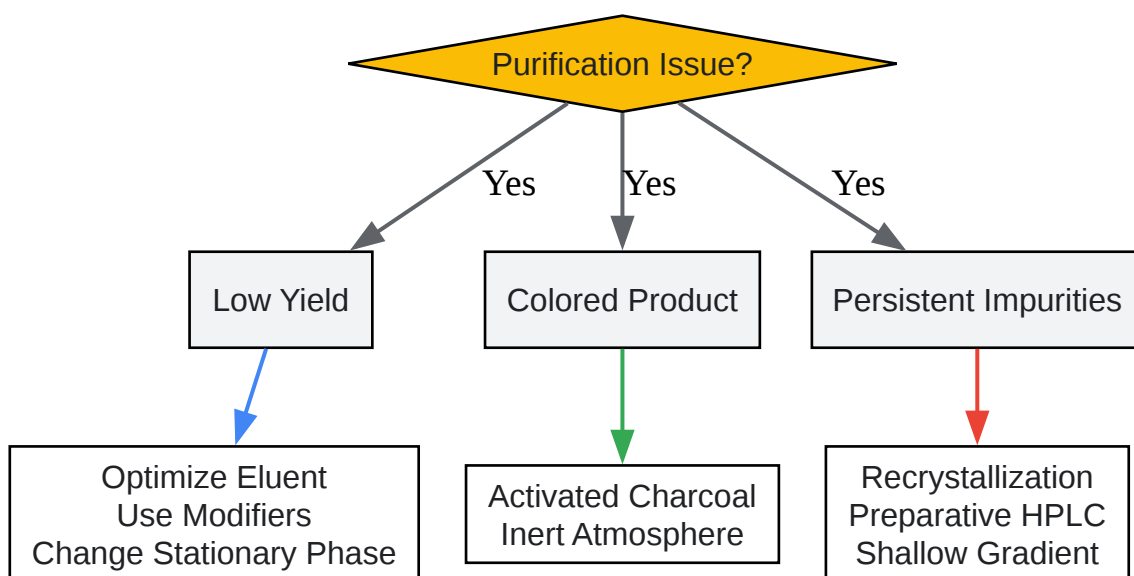 Purification Issue?
Yes
Yes
Yes
Low Yield
Colored Product
Persistent Impurities
Optimize Eluent
Use Modifiers
Change Stationary Phase
Activated Charcoal
Inert Atmosphere
Recrystallization
Preparative HPLC
Shallow Gradient